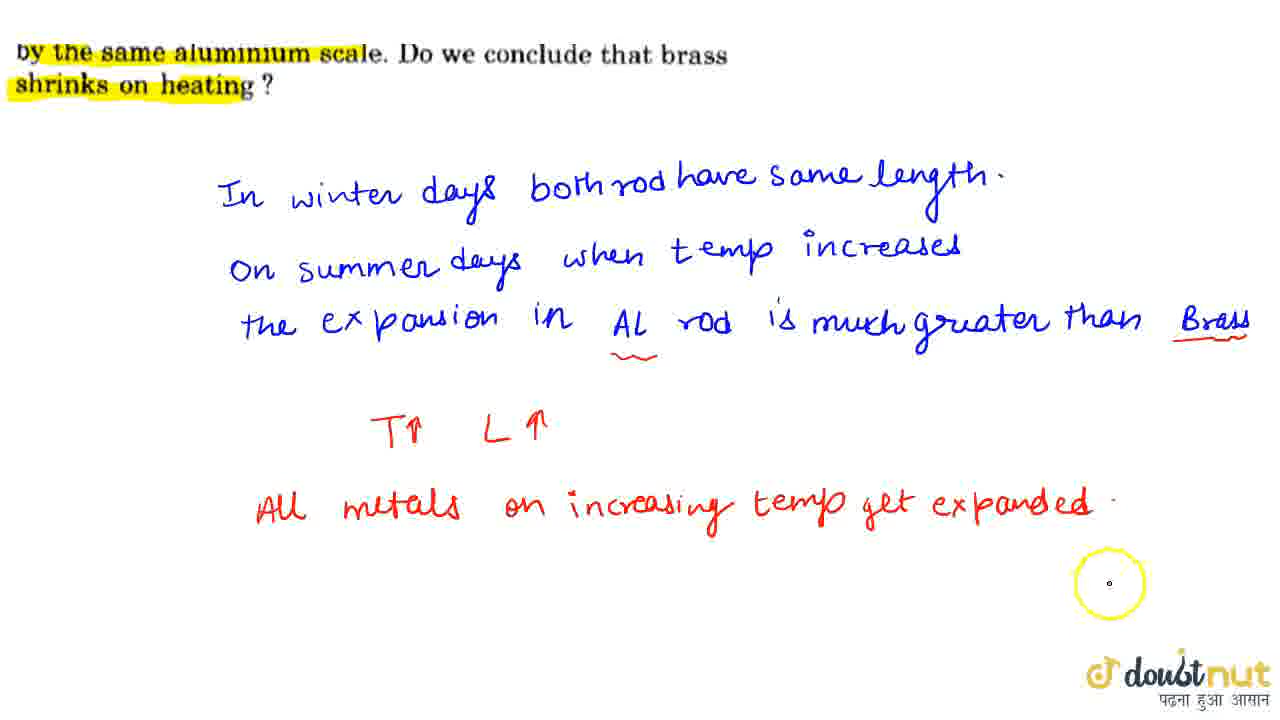 by the same aluminium scale. Do we conclude that brass
shrinks on heating ?
In winter days both rod have same length.
On summer days when temp increases
the expansion in AL rod is much greater than Brass
T↑ L↑
All metals on increasing temp get expanded.
doubtnut
पढ़ना हुआ आसान